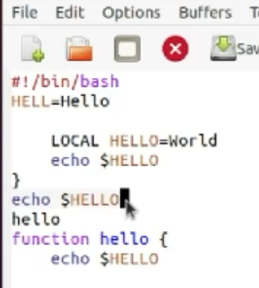 File Edit Options Buffers
Sav
#!/bin/bash
HELL=Hello
LOCAL HELLO=World
echo $HELLO
}
echo $HELLO
hello
function hello {
echo $HELLO